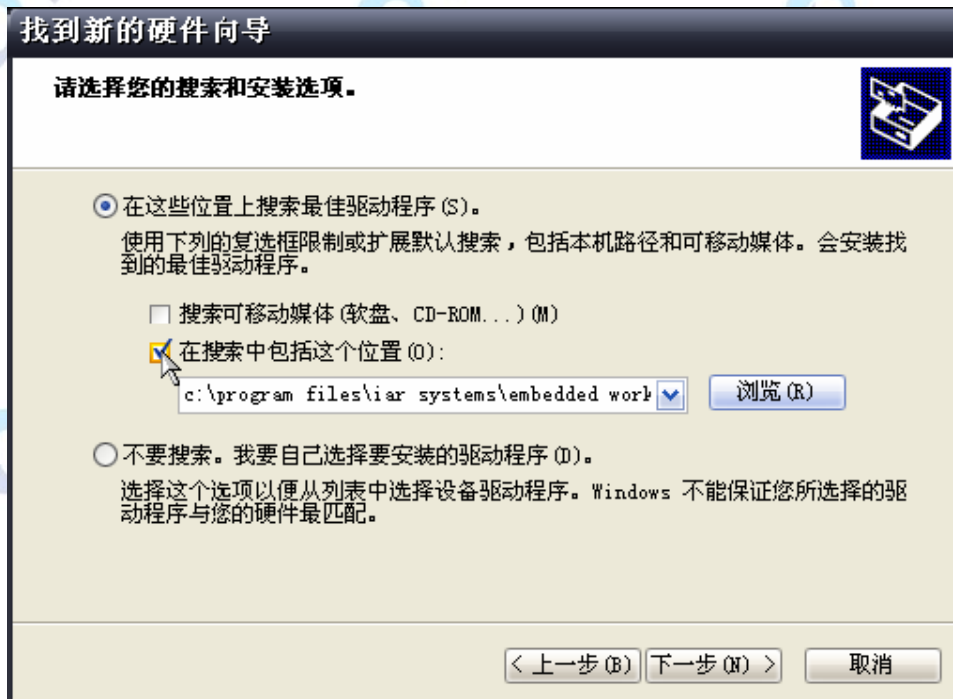 找到新的硬件向导
请选择您的搜索和安装选项。
在这些位置上搜索最佳驱动程序(S)。
使用下列的复选框限制或扩展默认搜索，包括本机路径和可移动媒体。会安装找
到的最佳驱动程序。
搜索可移动媒体(软盘、CD-ROM...)(M)
在搜索中包括这个位置(O):
c:\program files\iar systems\embedded work
浏览(R)
不要搜索。我要自己选择要安装的驱动程序(D)。
选择这个选项以便从列表中选择设备驱动程序。Windows 不能保证您所选择的驱
动程序与您的硬件最匹配。
< 上一步(B) 下一步(N) > 取消